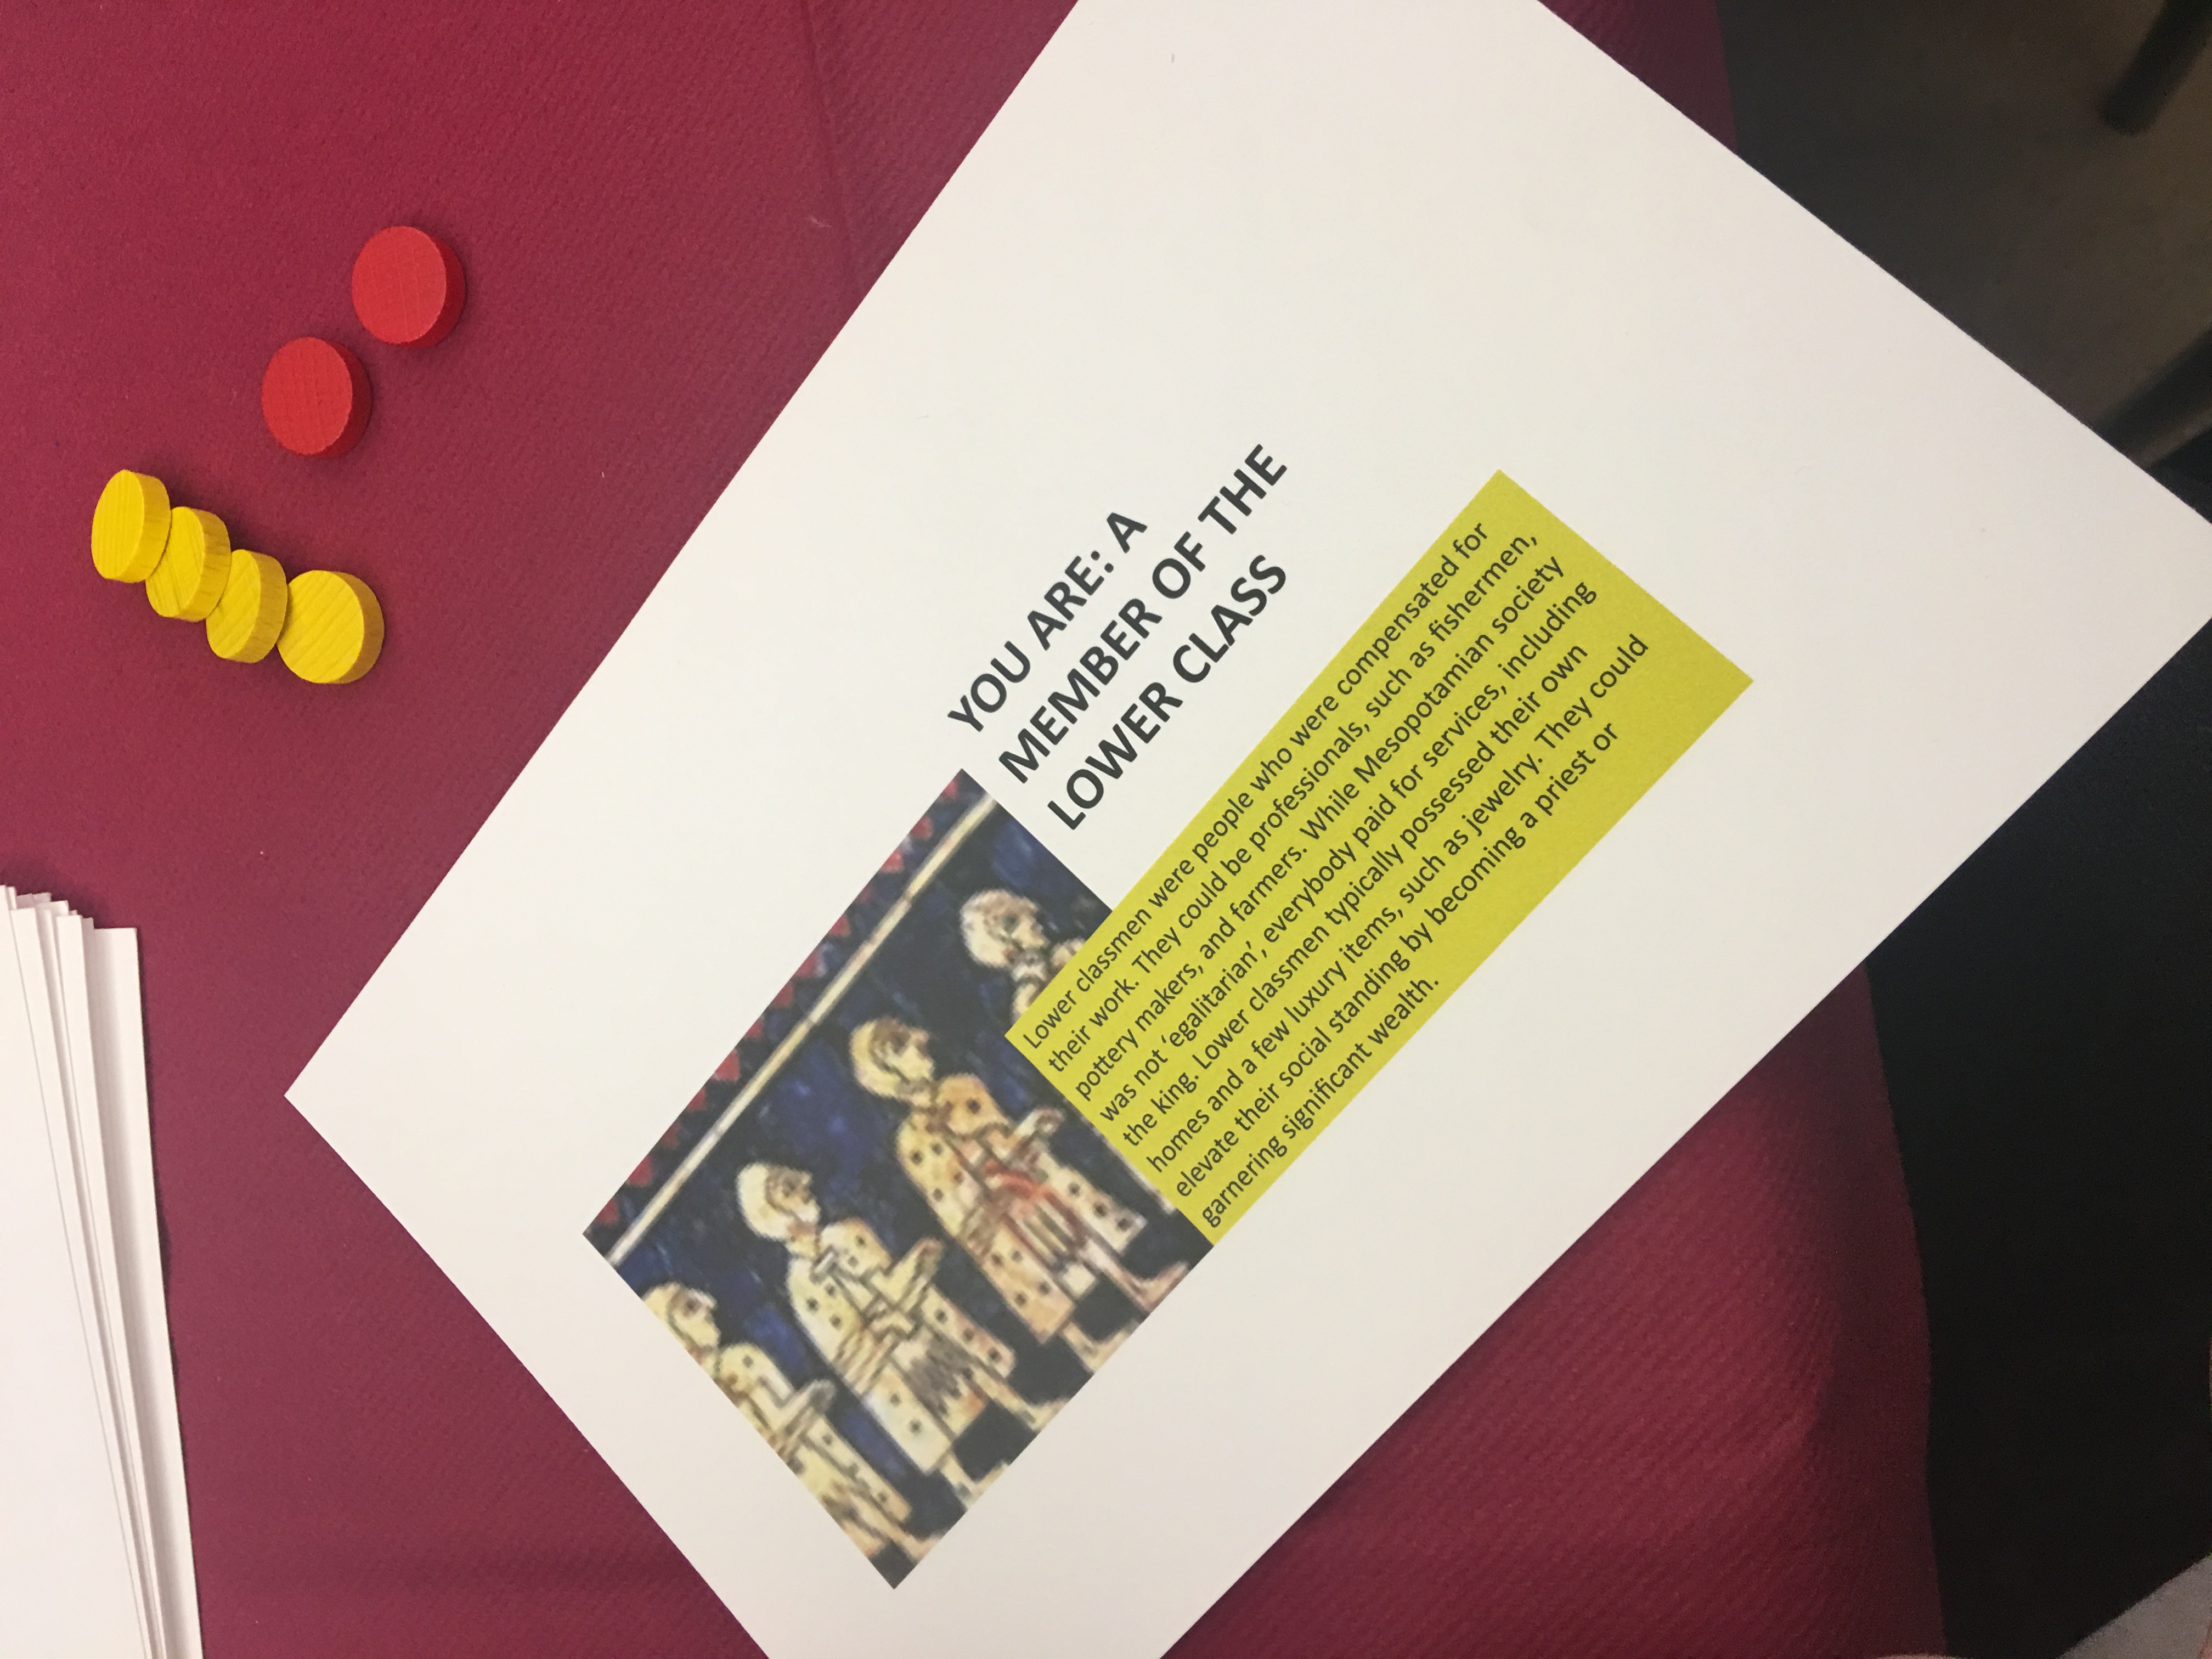 YOU ARE: A
MEMBER OF THE
LOWER CLASS
Lower classmen were people who were compensated for
their work. They could be professionals, such as fishermen,
pottery makers, and farmers. While Mesopotamian society
was not ‘egalitarian’, everybody paid for services, including
the king. Lower classmen typically possessed their own
homes and a few luxury items, such as jewelry. They could
elevate their social standing by becoming a priest or
garnering significant wealth.